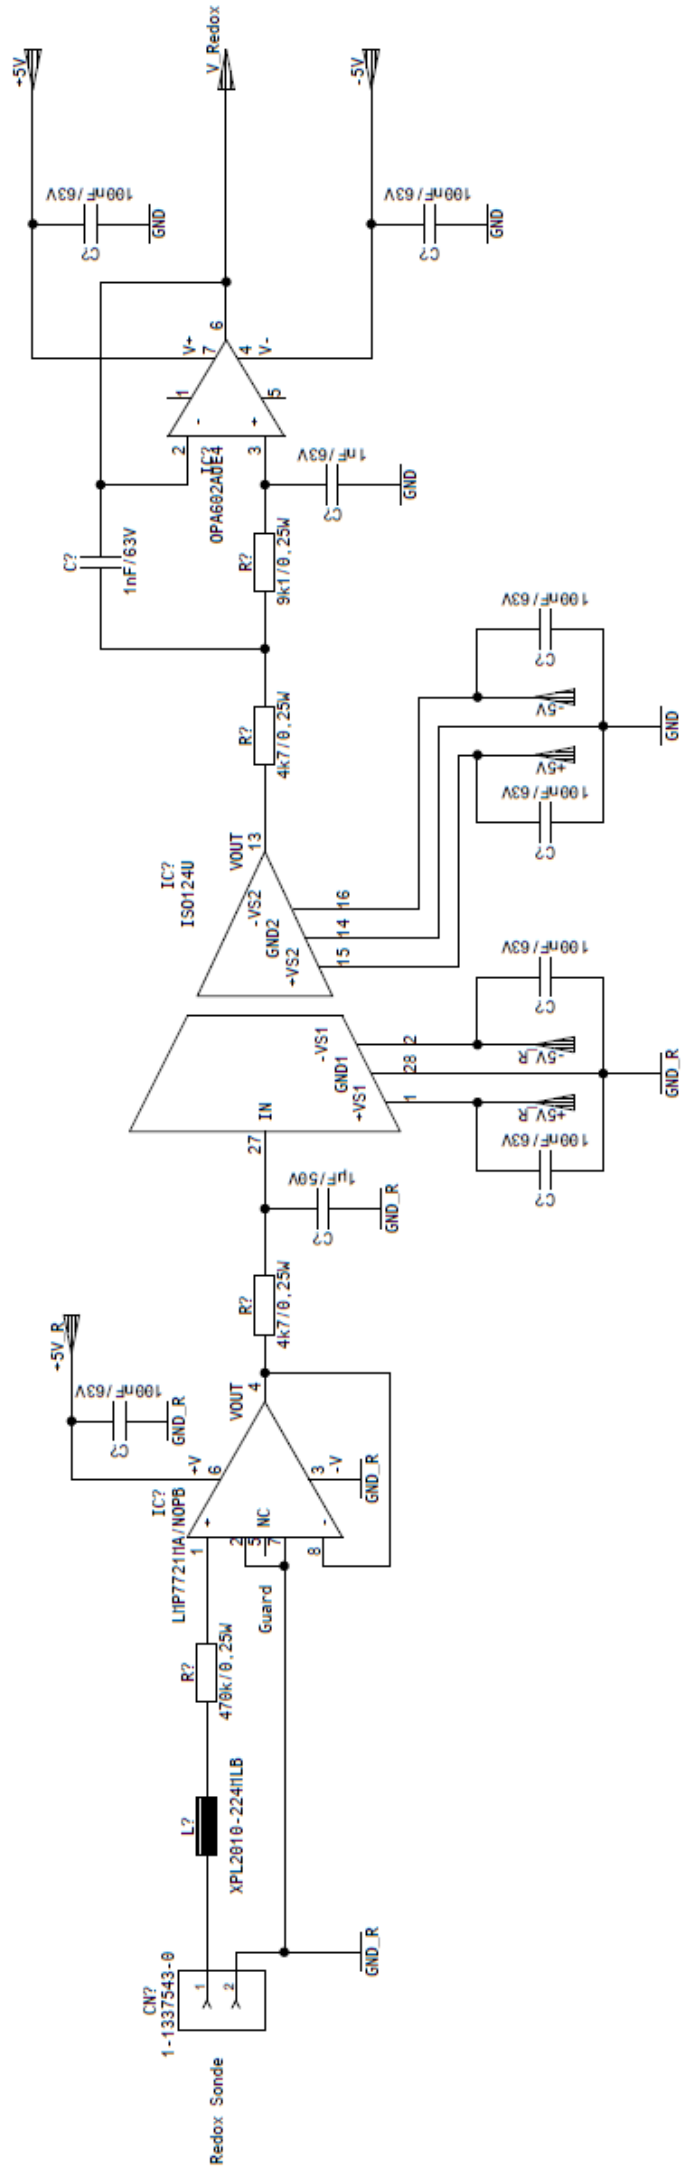 Redox Sonde
CN?
1-1337543-0
1
2
GND_R
L?
XPL2010-224MLB
R?
470k/0.25W
Guard
IC?
LMP7721MA/NOPB
1
+
2
5
7
NC
8
-
+V
6
3
-V
GND_R
VOUT
4
+5V_R
C?
100nF/63V
GND_R
R?
4k7/0.25W
C?
1µF/50V
GND_R
27
IN
+VS1
GND1
-VS1
1
28
2
C?
100nF/63V
+5V_R
-5V_R
C?
100nF/63V
GND_R
IC?
ISO124U
+VS2
GND2
-VS2
15
14
16
VOUT
13
C?
100nF/63V
+5V
-5V
C?
100nF/63V
GND
R?
4k7/0.25W
C?
1nF/63V
R?
9k1/0.25W
C?
1nF/63V
GND
IC?
OPA602AUE4
2
-
3
+
1
5
V+
7
4
V-
6
+5V
C?
100nF/63V
GND
V_Redox
-5V
C?
100nF/63V
GND